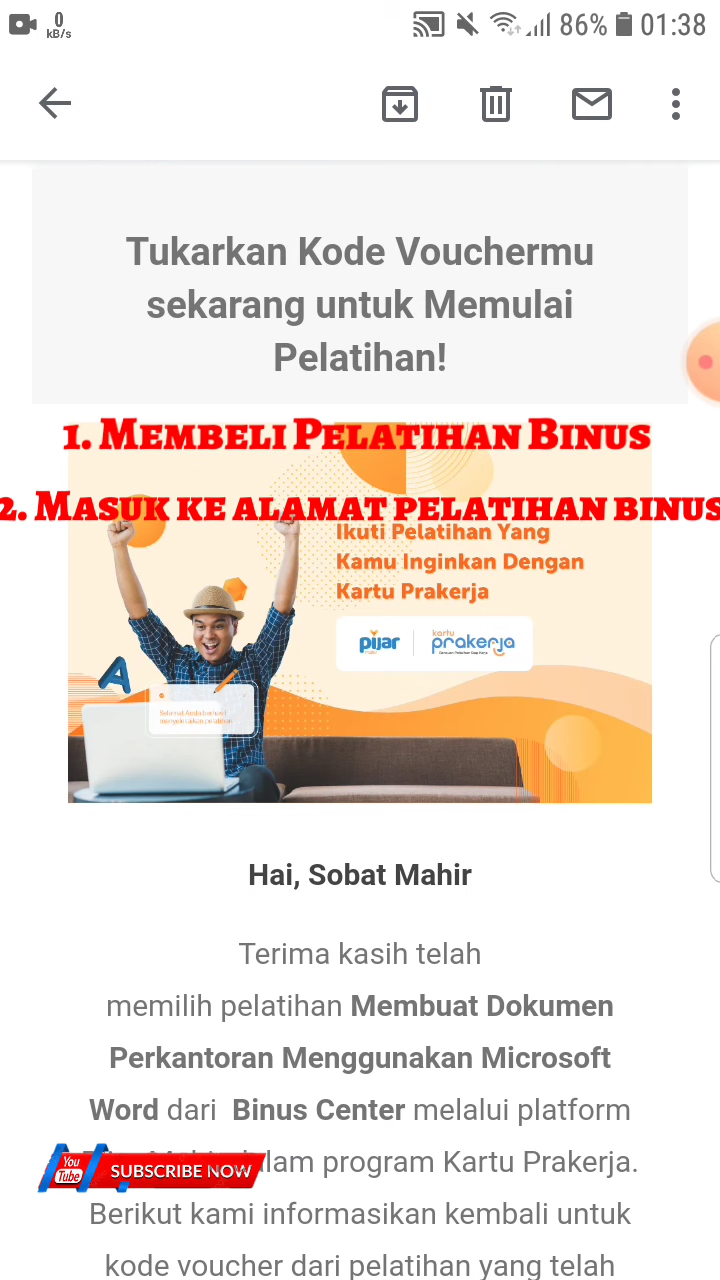 0
kB/s
86%
01:38
Tukarkan Kode Vouchermu
sekarang untuk Memulai
Pelatihan!
1. Membeli Pelatihan Binus
2. Masuk ke alamat pelatihan binus
Ikuti Pelatihan Yang
Kamu Inginkan Dengan
Kartu Prakerja
pijar
kartu
prakerja
A
Hai, Sobat Mahir
Terima kasih telah
memilih pelatihan Membuat Dokumen
Perkantoran Menggunakan Microsoft
Word dari Binus Center melalui platform
dalam program Kartu Prakerja.
You
Tube
SUBSCRIBE NOW
Berikut kami informasikan kembali untuk
kode voucher dari pelatihan yang telah